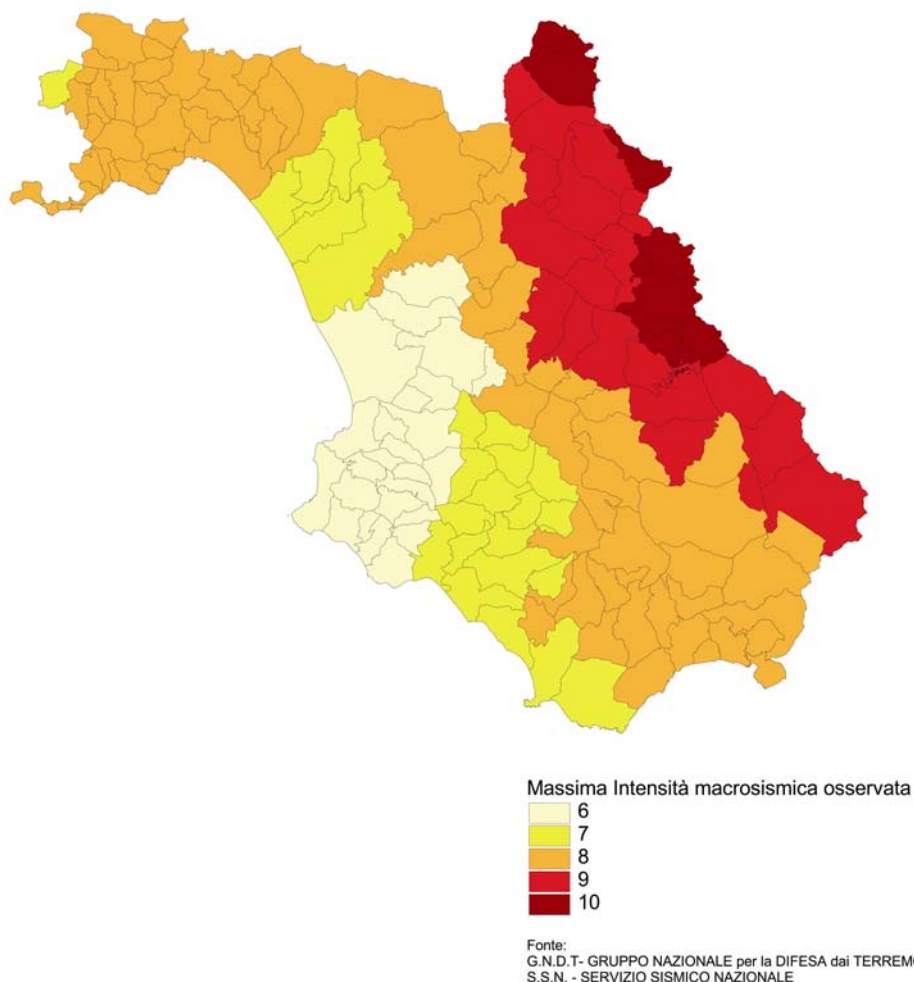 Massima Intensità macrosismica osservata
6
7
8
9
10
Fonte:
G.N.D.T- GRUPPO NAZIONALE per la DIFESA dai TERREMO
S.S.N. - SERVIZIO SISMICO NAZIONALE